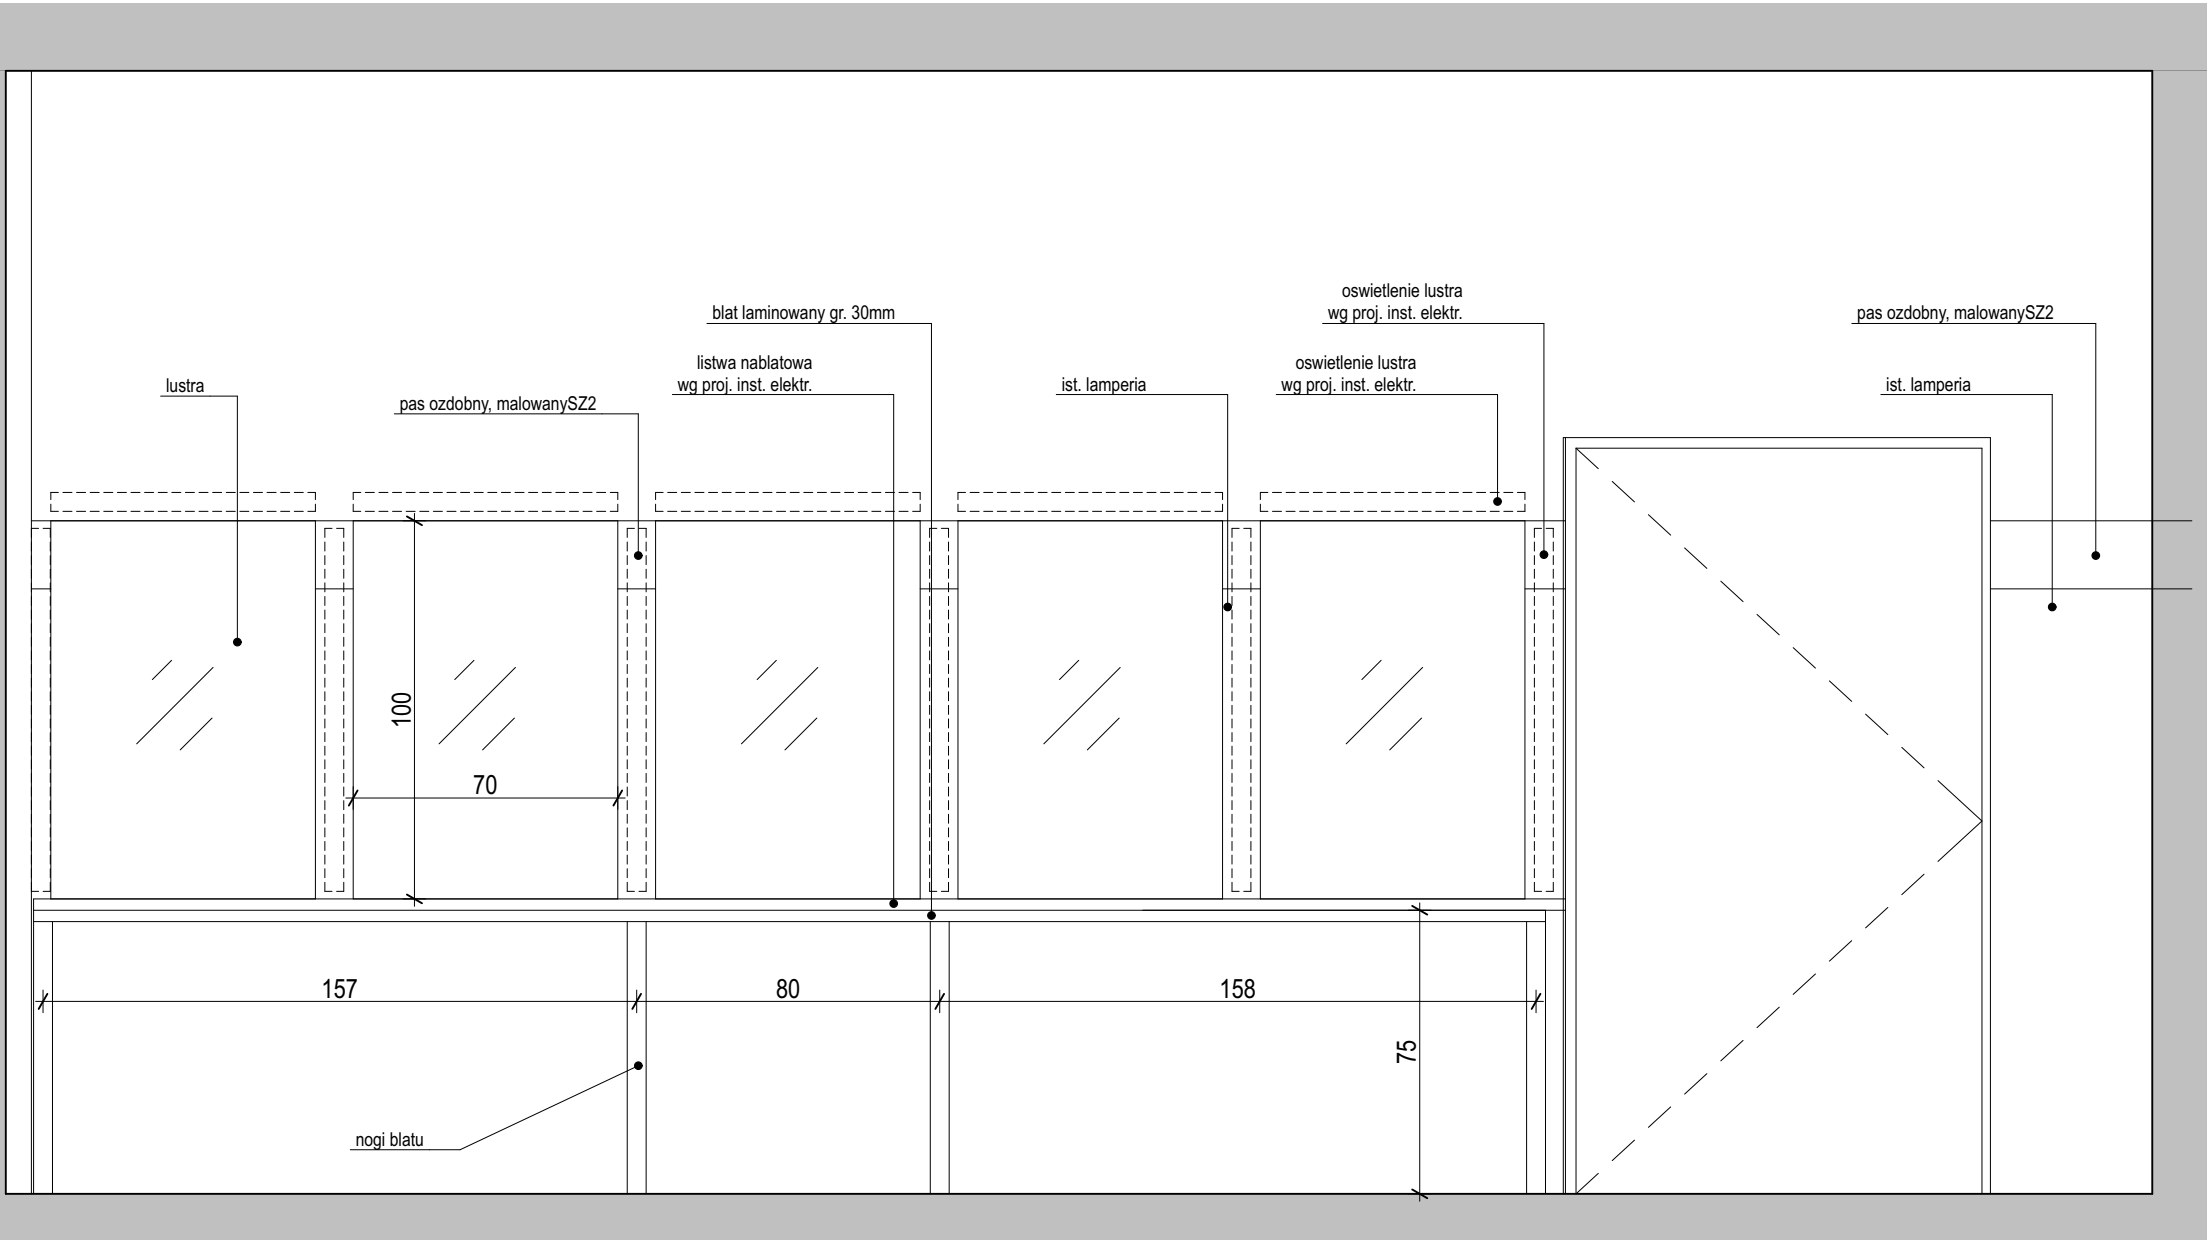 oswietlenie lustra
wg proj. inst. elektr.
blat laminowany gr. 30mm
pas ozdobny, malowanySZ2
listwa nablatowa
wg proj. inst. elektr.
oswietlenie lustra
wg proj. inst. elektr.
lustra
ist. lamperia
ist. lamperia
pas ozdobny, malowanySZ2
100
70
157
80
158
75
nogi blatu